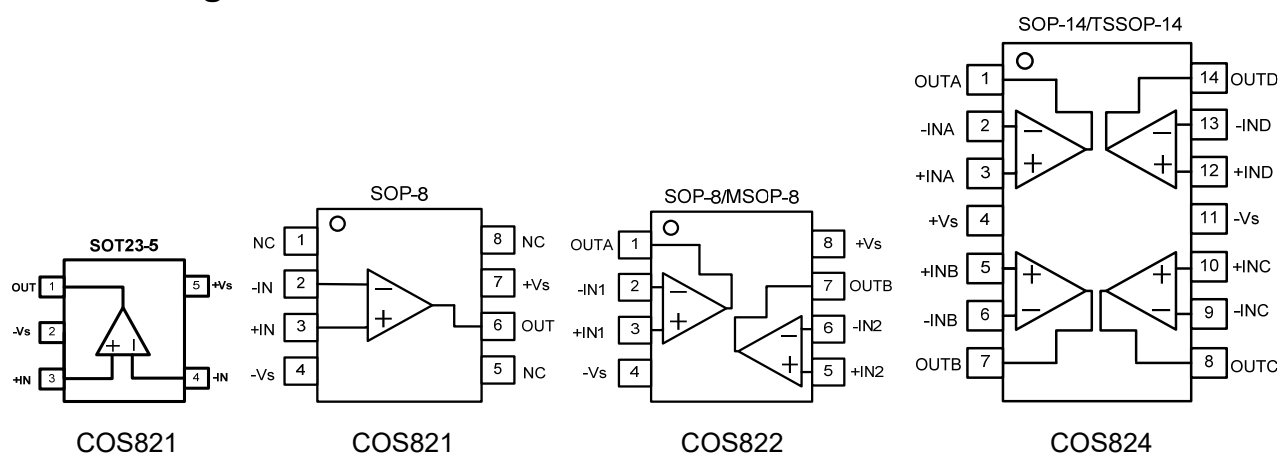 SOT23-5
OUT 1
5 +Vs
-Vs 2
+IN 3
4 -IN
+ −
COS821
SOP-8
NC 1
8 NC
-IN 2
7 +Vs
+IN 3
6 OUT
-Vs 4
5 NC
−
+
COS821
SOP-8/MSOP-8
OUTA 1
8 +Vs
-IN1 2
7 OUTB
+IN1 3
6 -IN2
-Vs 4
5 +IN2
−
+
−
+
COS822
SOP-14/TSSOP-14
OUTA 1
14 OUTD
-INA 2
13 -IND
+INA 3
12 +IND
+Vs 4
11 -Vs
+INB 5
10 +INC
-INB 6
9 -INC
OUTB 7
8 OUTC
− −
+ +
+ +
− −
COS824